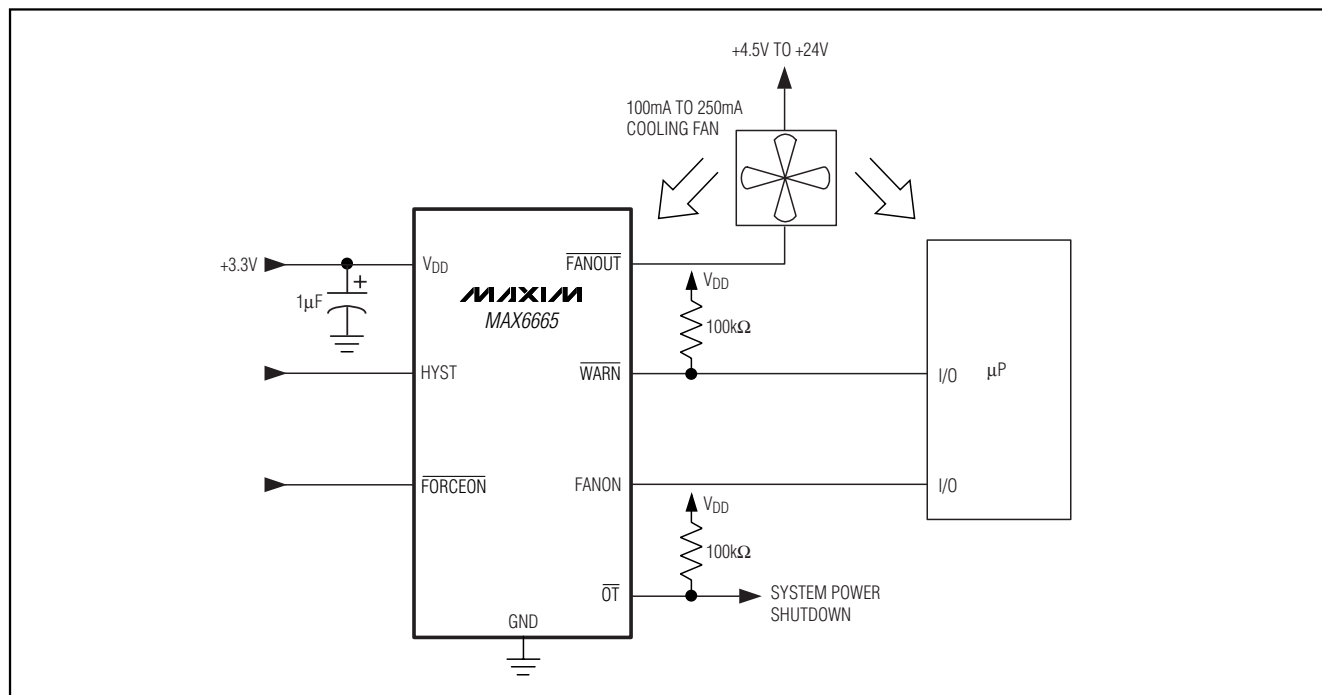 +4.5V TO +24V
100mA TO 250mA
COOLING FAN
+3.3V
VDD
FANOUT
VDD
1µF
+
MAXIM
MAX6665
100kΩ
HYST
WARN
I/O
µP
FORCEON
FANON
I/O
VDD
100kΩ
OT
SYSTEM POWER
SHUTDOWN
GND